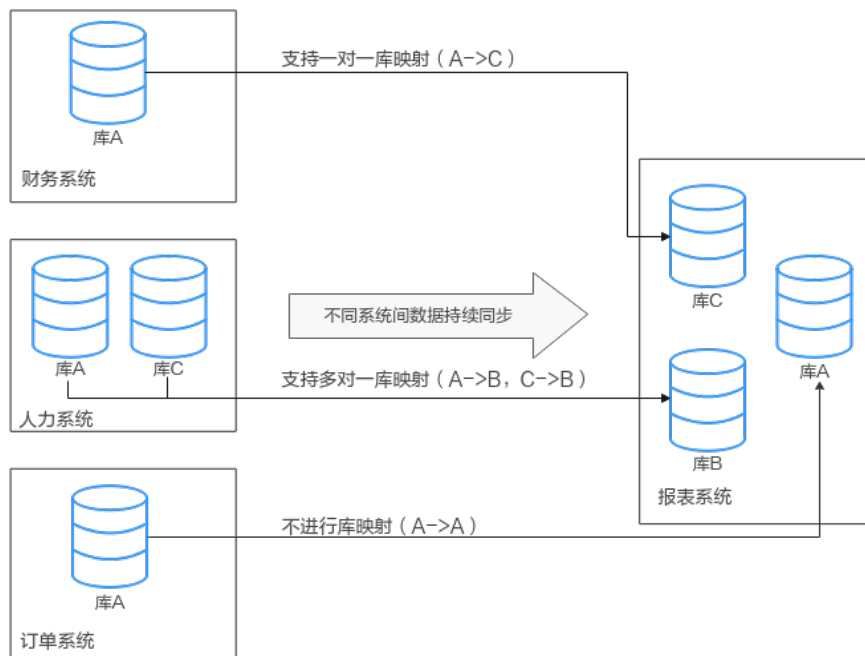 支持一对一库映射（A->C）
库A
财务系统
库C
不同系统间数据持续同步
库A
库C
库A
支持多对一库映射（A->B，C->B）
人力系统
库B
报表系统
不进行库映射（A->A）
库A
订单系统